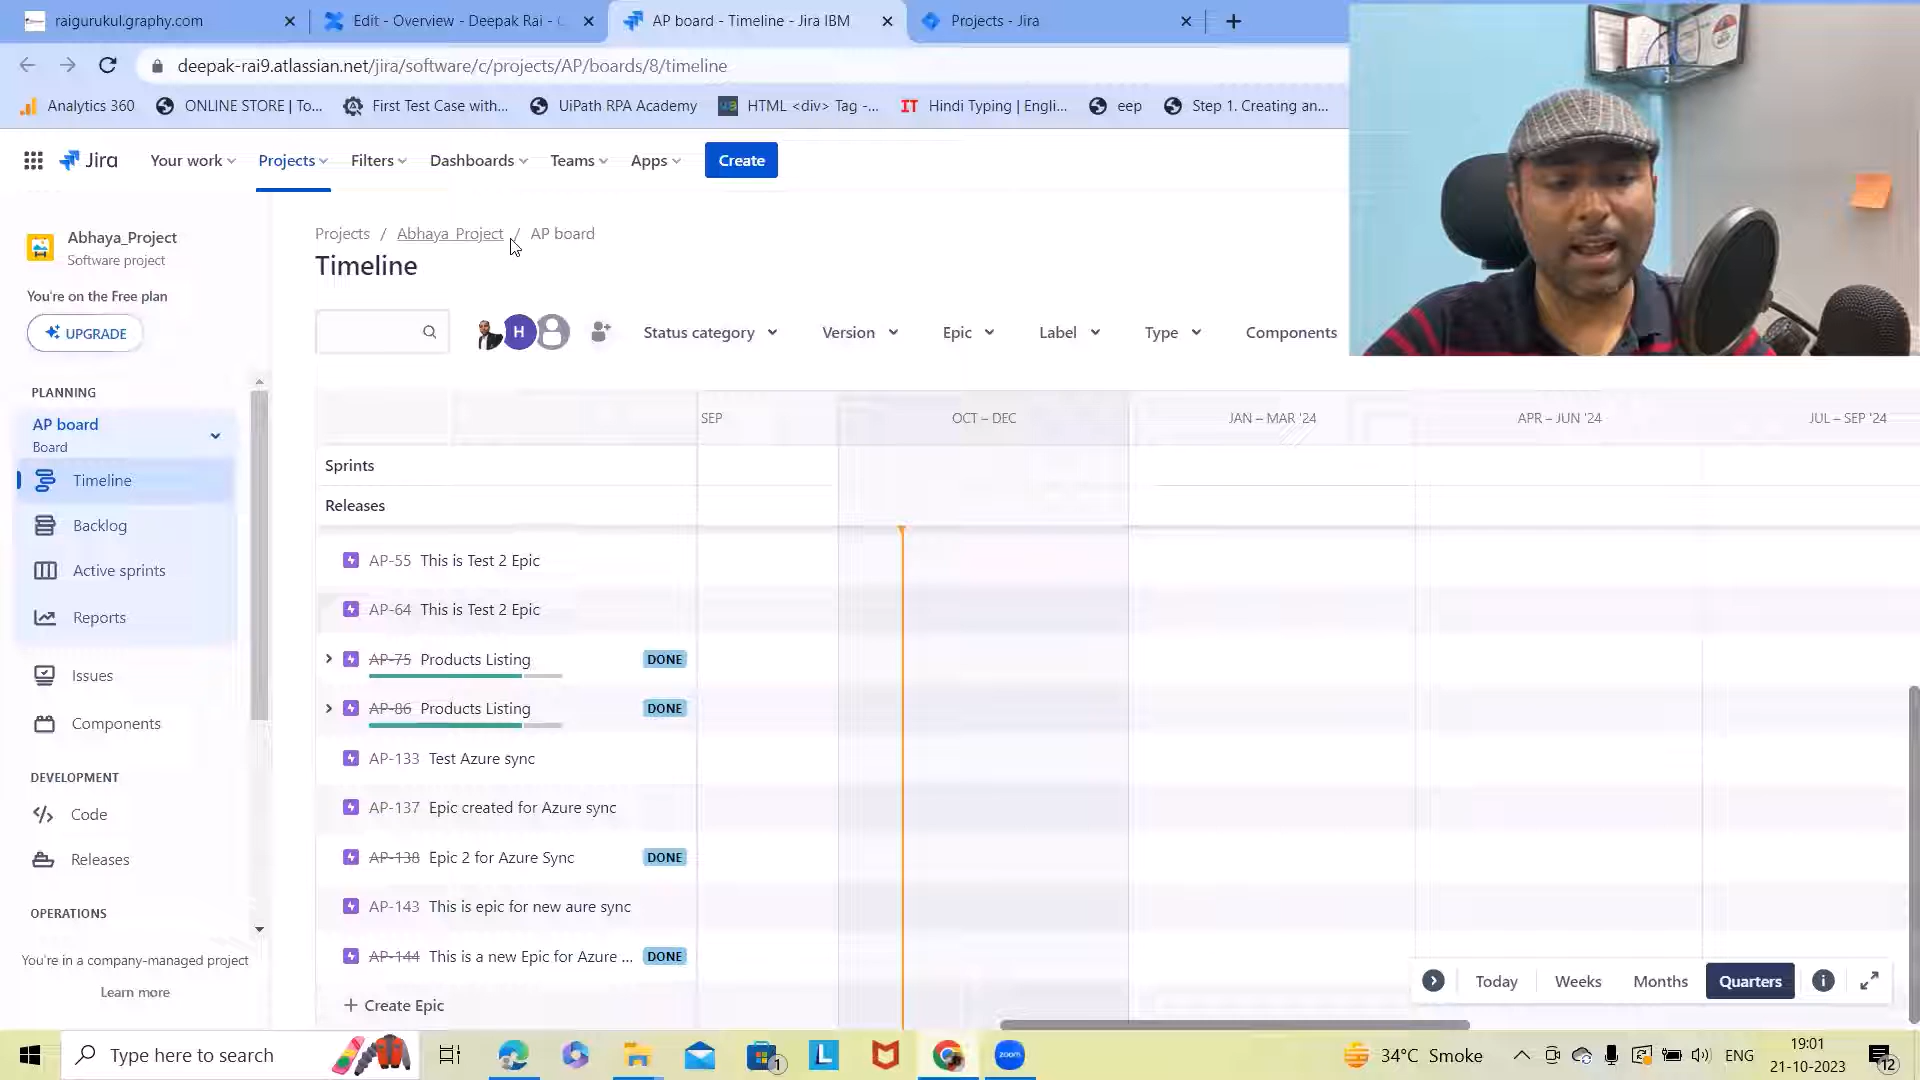 raigurukul.graphy.com
Edit - Overview - Deepak Rai -
AP board - Timeline - Jira IBM
Projects - Jira
deepak-rai9.atlassian.net/jira/software/c/projects/AP/boards/8/timeline
Analytics 360
ONLINE STORE | To...
First Test Case with...
UiPath RPA Academy
HTML <div> Tag -...
IT Hindi Typing | Engli...
eep
Step 1. Creating an...
Jira
Your work
Projects
Filters
Dashboards
Teams
Apps
Create
Abhaya_Project
Software project
You're on the Free plan
UPGRADE
PLANNING
AP board
Board
Timeline
Backlog
Active sprints
Reports
Issues
Components
DEVELOPMENT
Code
Releases
OPERATIONS
You're in a company-managed project
Learn more
Projects / Abhaya_Project / AP board
Timeline
H
Status category
Version
Epic
Label
Type
Components
SEP
OCT – DEC
JAN – MAR '24
APR – JUN '24
JUL – SEP '24
Sprints
Releases
AP-55 This is Test 2 Epic
AP-64 This is Test 2 Epic
AP-75 Products Listing DONE
AP-86 Products Listing DONE
AP-133 Test Azure sync
AP-137 Epic created for Azure sync
AP-138 Epic 2 for Azure Sync DONE
AP-143 This is epic for new aure sync
AP-144 This is a new Epic for Azure ... DONE
+ Create Epic
Today
Weeks
Months
Quarters
Type here to search
1
L
zoom
34°C Smoke
ENG
19:01
21-10-2023
12